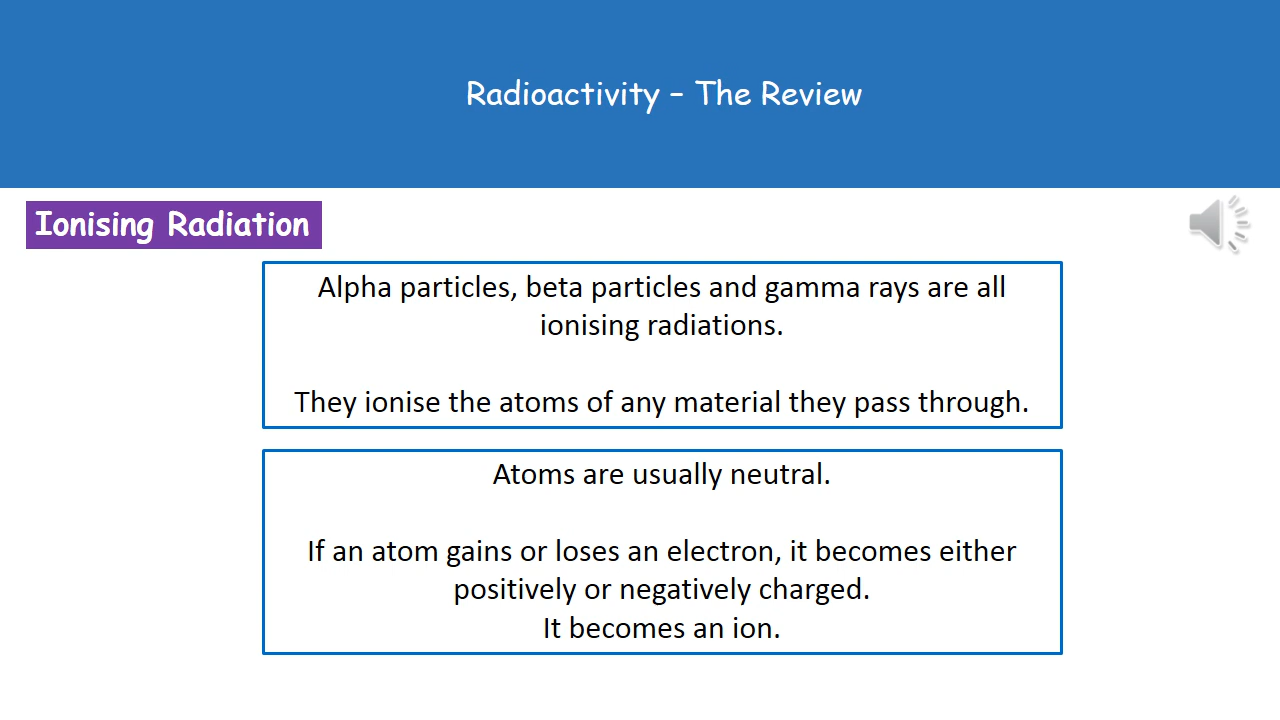 Radioactivity – The Review
Ionising Radiation
Alpha particles, beta particles and gamma rays are all
ionising radiations.
They ionise the atoms of any material they pass through.
Atoms are usually neutral.
If an atom gains or loses an electron, it becomes either
positively or negatively charged.
It becomes an ion.